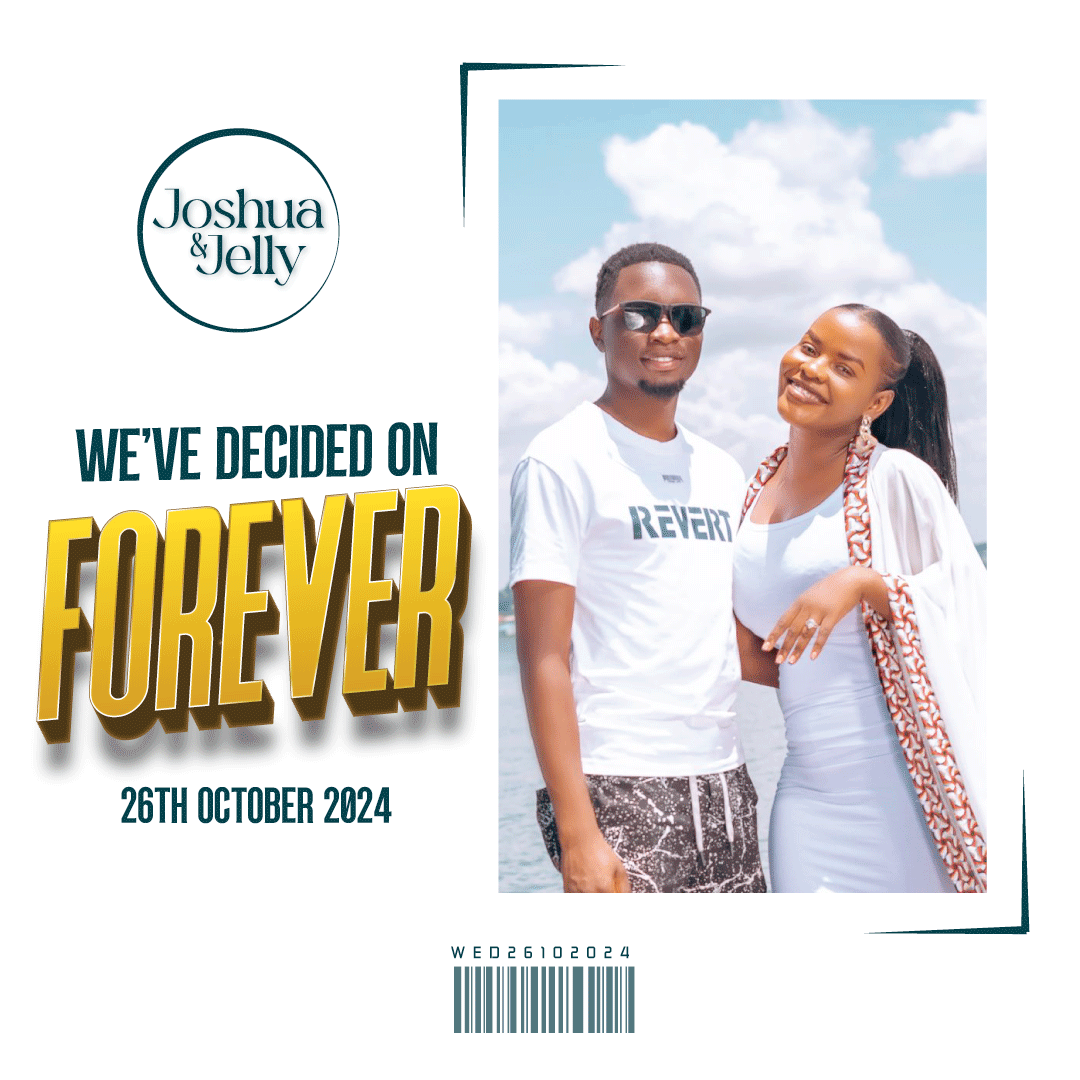 Joshua
& Jelly
WE'VE DECIDED ON
FOREVER
26TH OCTOBER 2024
REVERT
WED26102024